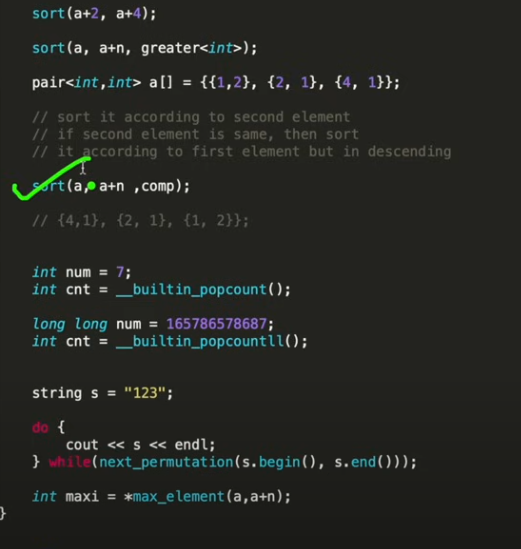 sort(a+2, a+4);
sort(a, a+n, greater<int>);
pair<int,int> a[] = {{1,2}, {2, 1}, {4, 1}};
// sort it according to second element
// if second element is same, then sort
// it according to first element but in descending
sort(a, a+n ,comp);
// {4,1}, {2, 1}, {1, 2}};
int num = 7;
int cnt = __builtin_popcount();
long long num = 165786578687;
int cnt = __builtin_popcountll();
string s = "123";
do {
cout << s << endl;
} while(next_permutation(s.begin(), s.end()));
int maxi = *max_element(a,a+n);
}